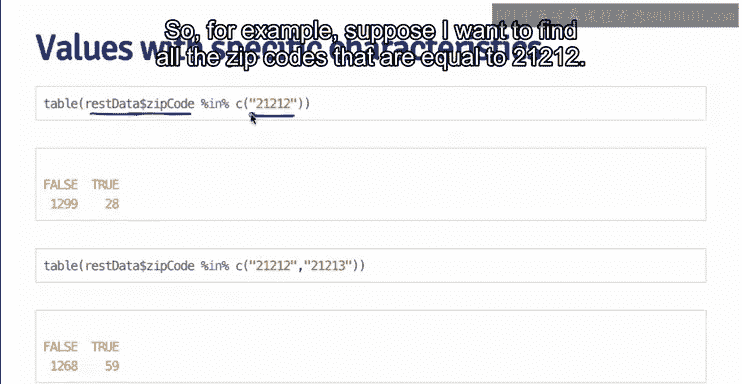 Values with specific characteristics
So, for example, suppose I want to find
all the zip codes that are equal to 21212.
table(restData$zipCode %in% c("21212"))
FALSE TRUE
1299 28
table(restData$zipCode %in% c("21212","21213"))
FALSE TRUE
1268 59